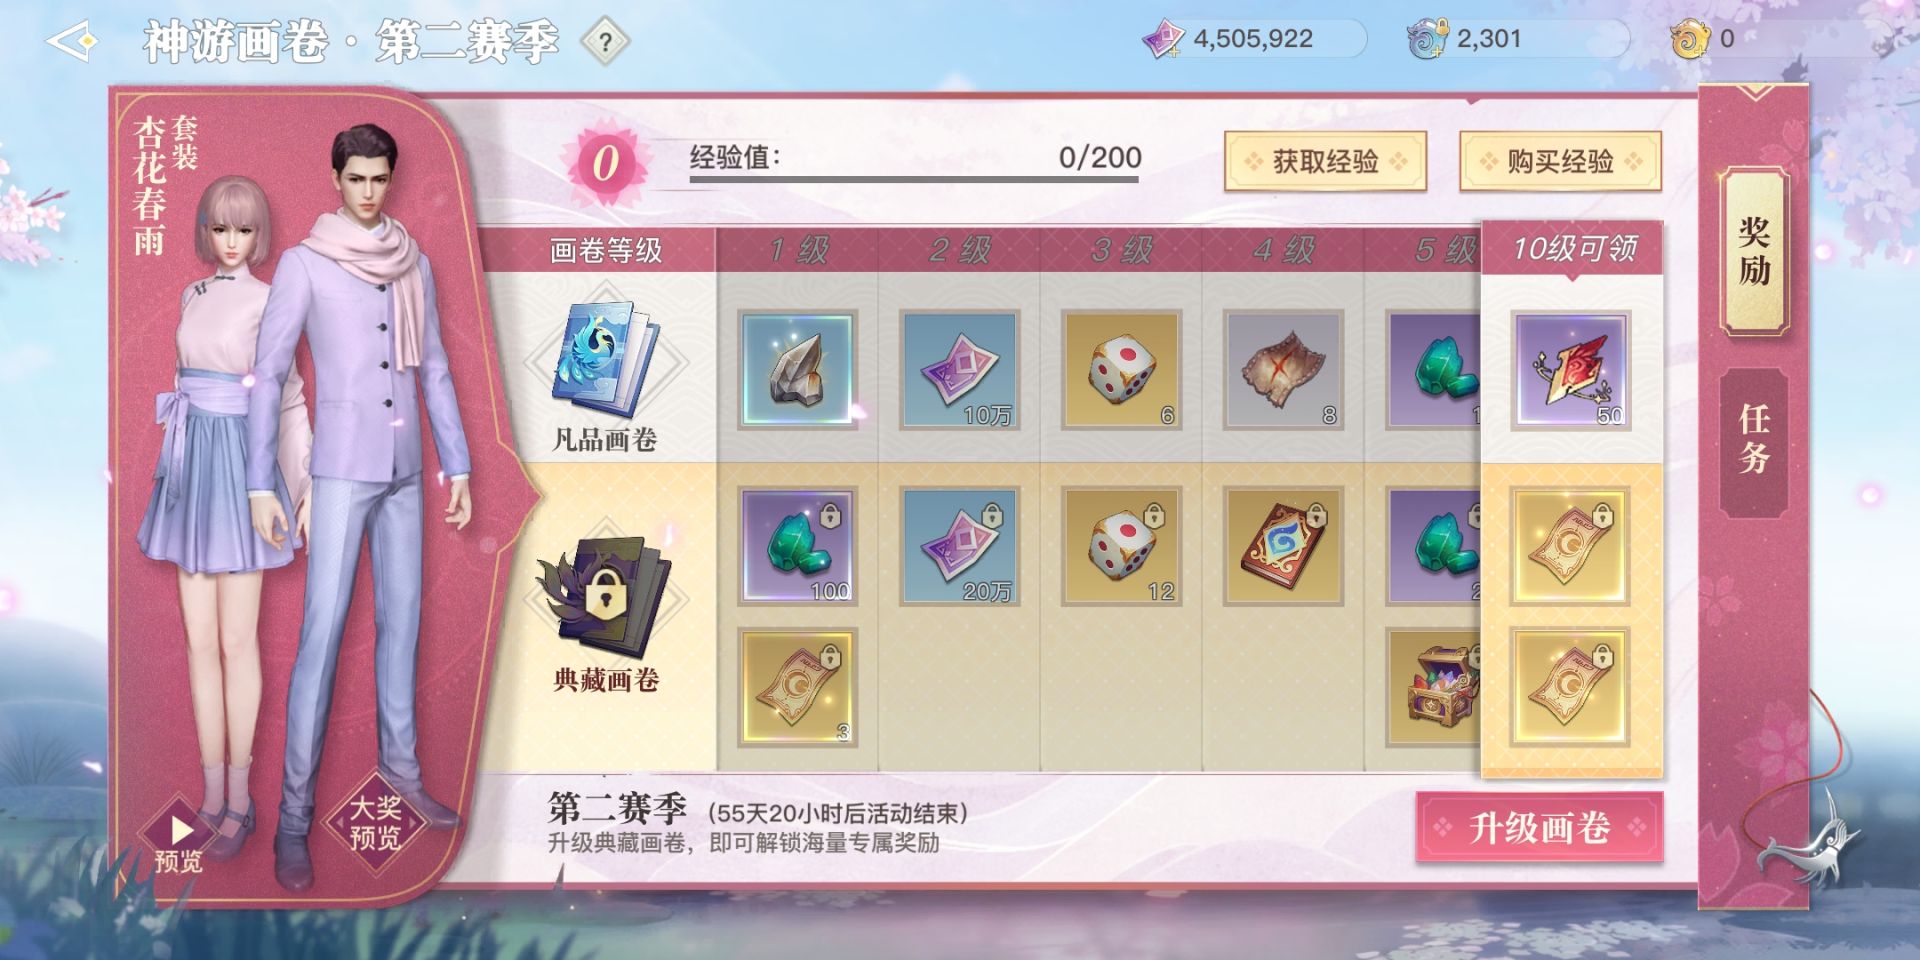 神游画卷·第二赛季
?
4,505,922
2,301
0
杏花春雨
套装
0
经验值：
0/200
获取经验
购买经验
画卷等级
1 级
2 级
3 级
4 级
5 级
10级可领
凡品画卷
10万
6
8
50
典藏画卷
100
20万
12
3
第二赛季（55天20小时后活动结束）
升级典藏画卷，即可解锁海量专属奖励
升级画卷
预览
大奖
预览
奖励
任务